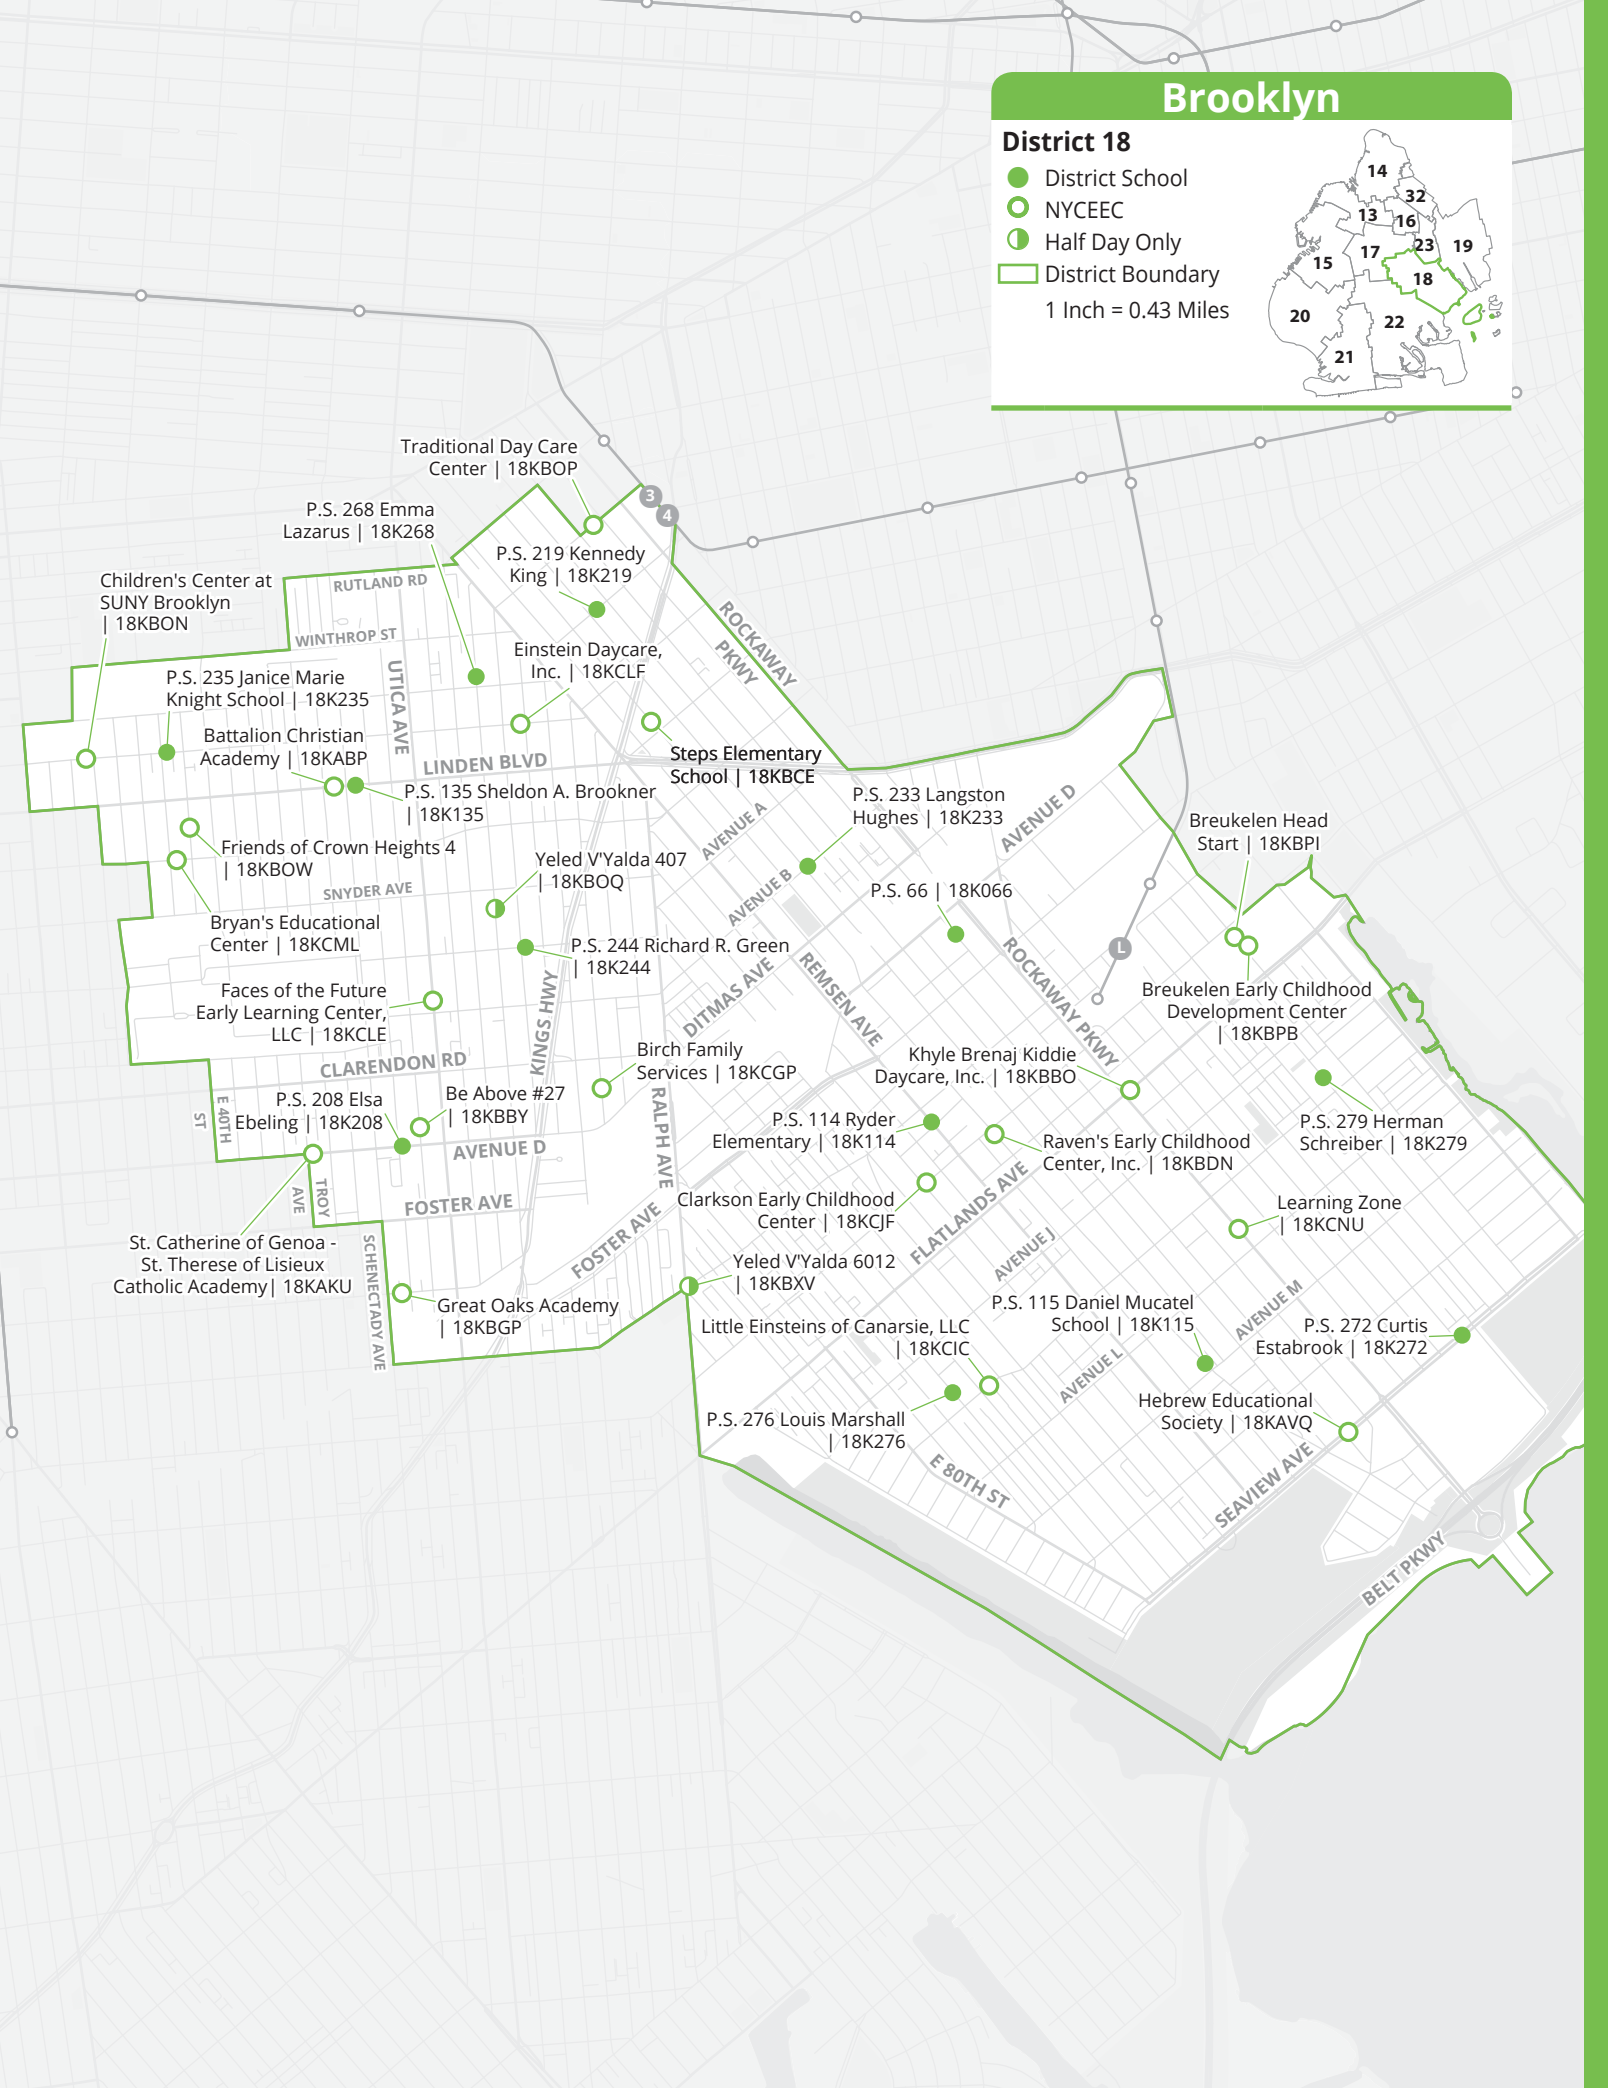 Brooklyn
District 18
District School
NYCEEC
Half Day Only
District Boundary
1 Inch = 0.43 Miles
14
32
13
16
23
19
17
15
18
20
22
21
Traditional Day Care
Center | 18KBOP
3
4
P.S. 268 Emma
Lazarus | 18K268
P.S. 219 Kennedy
King | 18K219
Children's Center at
SUNY Brooklyn
| 18KBON
RUTLAND RD
WINTHROP ST
ROCKAWAY
PKWY
Einstein Daycare,
Inc. | 18KCLF
P.S. 235 Janice Marie
Knight School | 18K235
UTICA AVE
Battalion Christian
Academy | 18KABP
LINDEN BLVD
Steps Elementary
School | 18KBCE
P.S. 135 Sheldon A. Brookner
| 18K135
P.S. 233 Langston
Hughes | 18K233
AVENUE D
AVENUE A
Breukelen Head
Start | 18KBPI
Friends of Crown Heights 4
| 18KBOW
Yeled V'Yalda 407
| 18KBOQ
SNYDER AVE
AVENUE B
P.S. 66 | 18K066
Bryan's Educational
Center | 18KCML
P.S. 244 Richard R. Green
| 18K244
L
DITMAS AVE
REMSEN AVE
ROCKAWAY PKWY
Faces of the Future
Early Learning Center,
LLC | 18KCLE
KINGS HWY
Breukelen Early Childhood
Development Center
| 18KBPB
CLARENDON RD
Birch Family
Services | 18KCGP
Khyle Brenaj Kiddie
Daycare, Inc. | 18KBBO
E 40TH
ST
P.S. 208 Elsa
Ebeling | 18K208
Be Above #27
| 18KBBY
RALPH AVE
P.S. 114 Ryder
Elementary | 18K114
P.S. 279 Herman
Schreiber | 18K279
AVENUE D
Raven's Early Childhood
Center, Inc. | 18KBDN
TROY
AVE
FOSTER AVE
Clarkson Early Childhood
Center | 18KCJF
FLATLANDS AVE
Learning Zone
| 18KCNU
St. Catherine of Genoa -
St. Therese of Lisieux
Catholic Academy| 18KAKU
SCHENECTADY AVE
FOSTER AVE
AVENUE J
Yeled V'Yalda 6012
| 18KBXV
Great Oaks Academy
| 18KBGP
P.S. 115 Daniel Mucatel
School | 18K115
AVENUE M
Little Einsteins of Canarsie, LLC
| 18KCIC
P.S. 272 Curtis
Estabrook | 18K272
AVENUE L
P.S. 276 Louis Marshall
| 18K276
Hebrew Educational
Society | 18KAVQ
E 80TH ST
SEAVIEW AVE
BELT PKWY